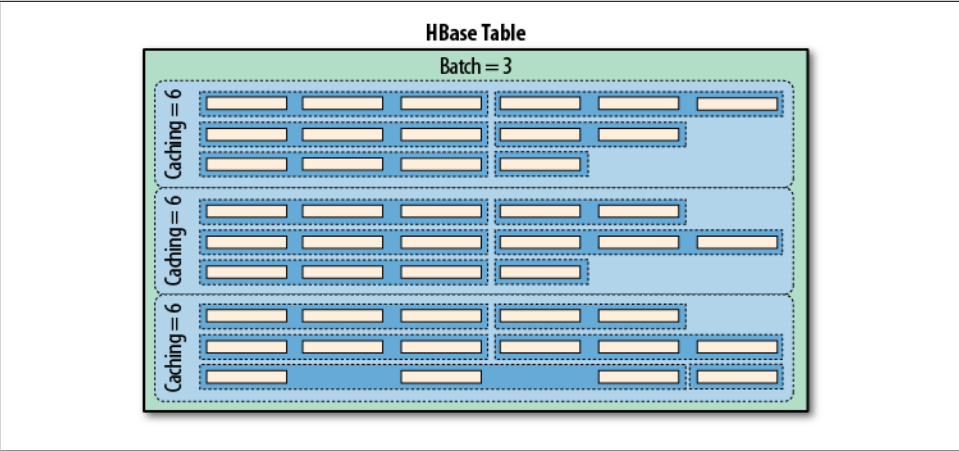 HBase Table
Batch = 3
Caching = 6
Caching = 6
Caching = 6